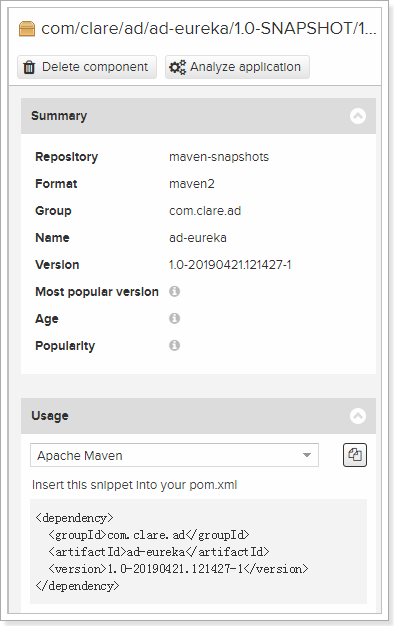 com/clare/ad/ad-eureka/1.0-SNAPSHOT/1...
Delete component Analyze application
Summary
Repository maven-snapshots
Format maven2
Group com.clare.ad
Name ad-eureka
Version 1.0-20190421.121427-1
Most popular version
Age
Popularity
Usage
Apache Maven
Insert this snippet into your pom.xml
<dependency>
  <groupId>com.clare.ad</groupId>
  <artifactId>ad-eureka</artifactId>
  <version>1.0-20190421.121427-1</version>
</dependency>